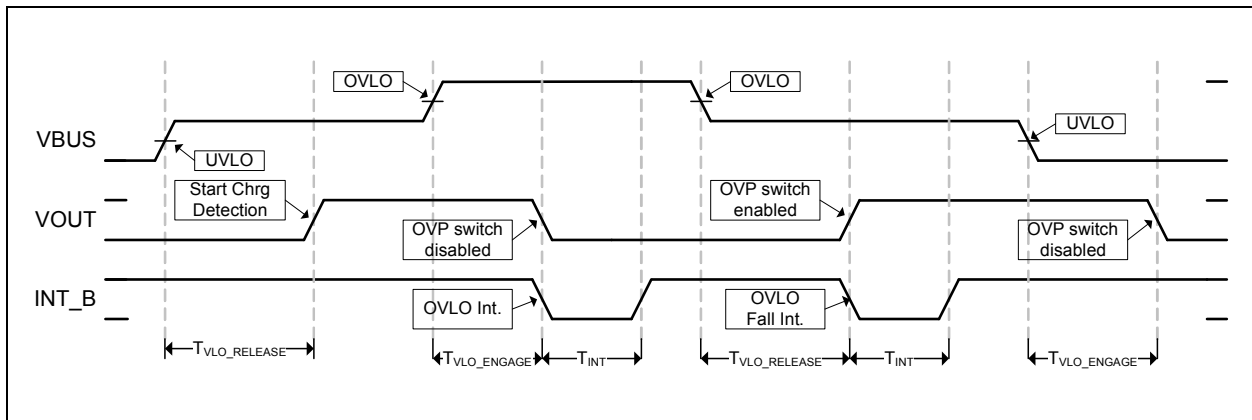 OVLO
OVLO
VBUS
UVLO
UVLO
Start Chrg
Detection
OVP switch
enabled
VOUT
OVP switch
disabled
OVP switch
disabled
INT_B
OVLO Int.
OVLO
Fall Int.
TVLO_RELEASE
TVLO_ENGAGE
TINT
TVLO_RELEASE
TINT
TVLO_ENGAGE